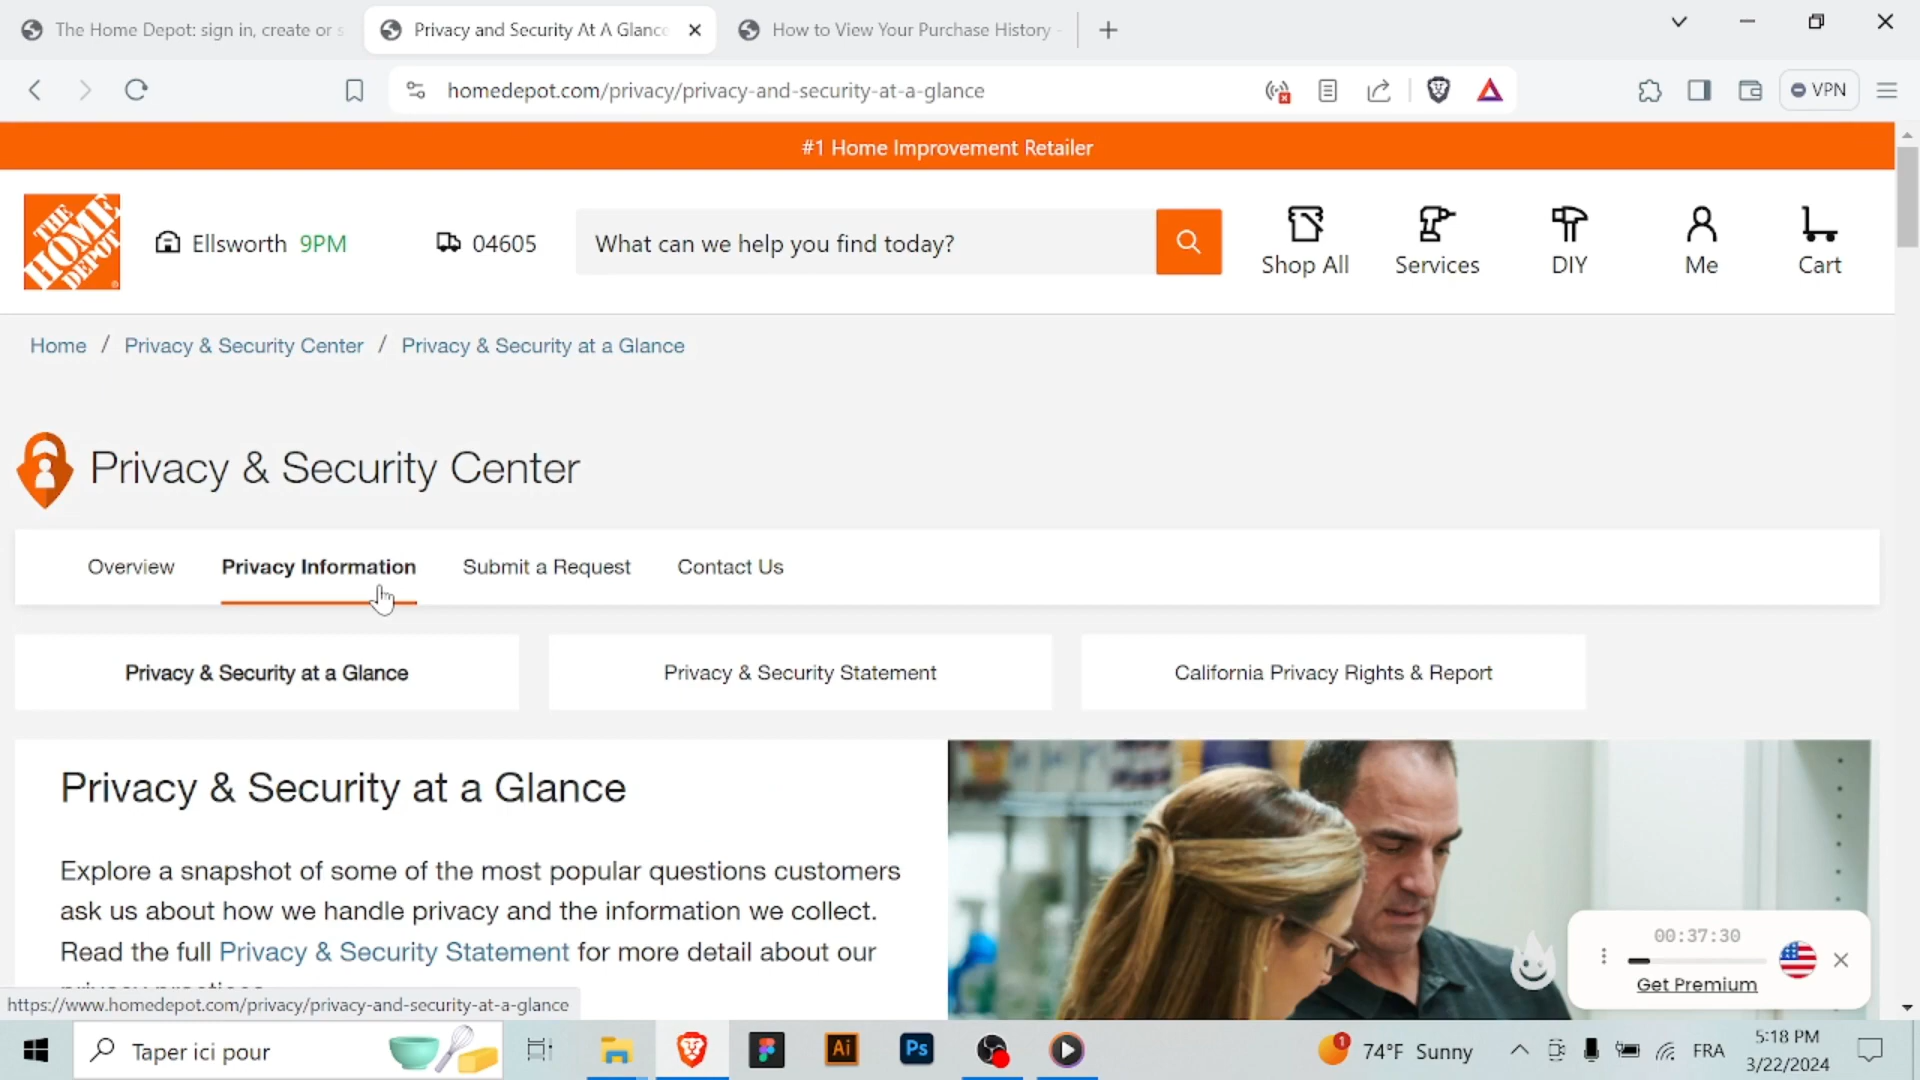 The Home Depot: sign in, create or s
Privacy and Security At A Glance
How to View Your Purchase History -
homedepot.com/privacy/privacy-and-security-at-a-glance
VPN
#1 Home Improvement Retailer
THE HOME DEPOT
Ellsworth 9PM
04605
What can we help you find today?
Shop All
Services
DIY
Me
Cart
Home / Privacy & Security Center / Privacy & Security at a Glance
Privacy & Security Center
Overview
Privacy Information
Submit a Request
Contact Us
Privacy & Security at a Glance
Privacy & Security Statement
California Privacy Rights & Report
Privacy & Security at a Glance
Explore a snapshot of some of the most popular questions customers
ask us about how we handle privacy and the information we collect.
Read the full Privacy & Security Statement for more detail about our
00:37:30
Get Premium
https://www.homedepot.com/privacy/privacy-and-security-at-a-glance
Taper ici pour
Ai
Ps
1
74°F Sunny
FRA
5:18 PM
3/22/2024